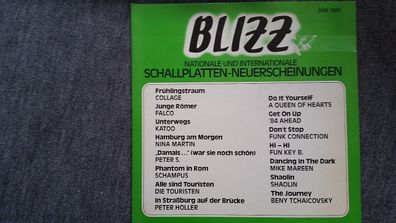 JUNI 1984
BLIZZ
NATIONALE UND INTERNATIONALE
SCHALLPLATTEN-NEUERSCHEINUNGEN
Frühlingstraum
COLLAGE
Junge Römer
FALCO
Unterwegs
KATOO
Hamburg am Morgen
NINA MARTIN
„Damals...." (war sie noch schön)
PETER S.
Phantom in Rom
SCHAMPUS
Alle sind Touristen
DIE TOURISTEN
In Straßburg auf der Brücke
PETER HOLLER
Do it Yourself
A QUEEN OF HEARTS
Get On Up
'84 AHEAD
Don't Stop
FUNK CONNECTION
Hi – Hi
FUN KEY B.
Dancing In The Dark
MIKE MAREEN
Shaolin
SHAOLIN
The Journey
BENY TCHAICOVSKY